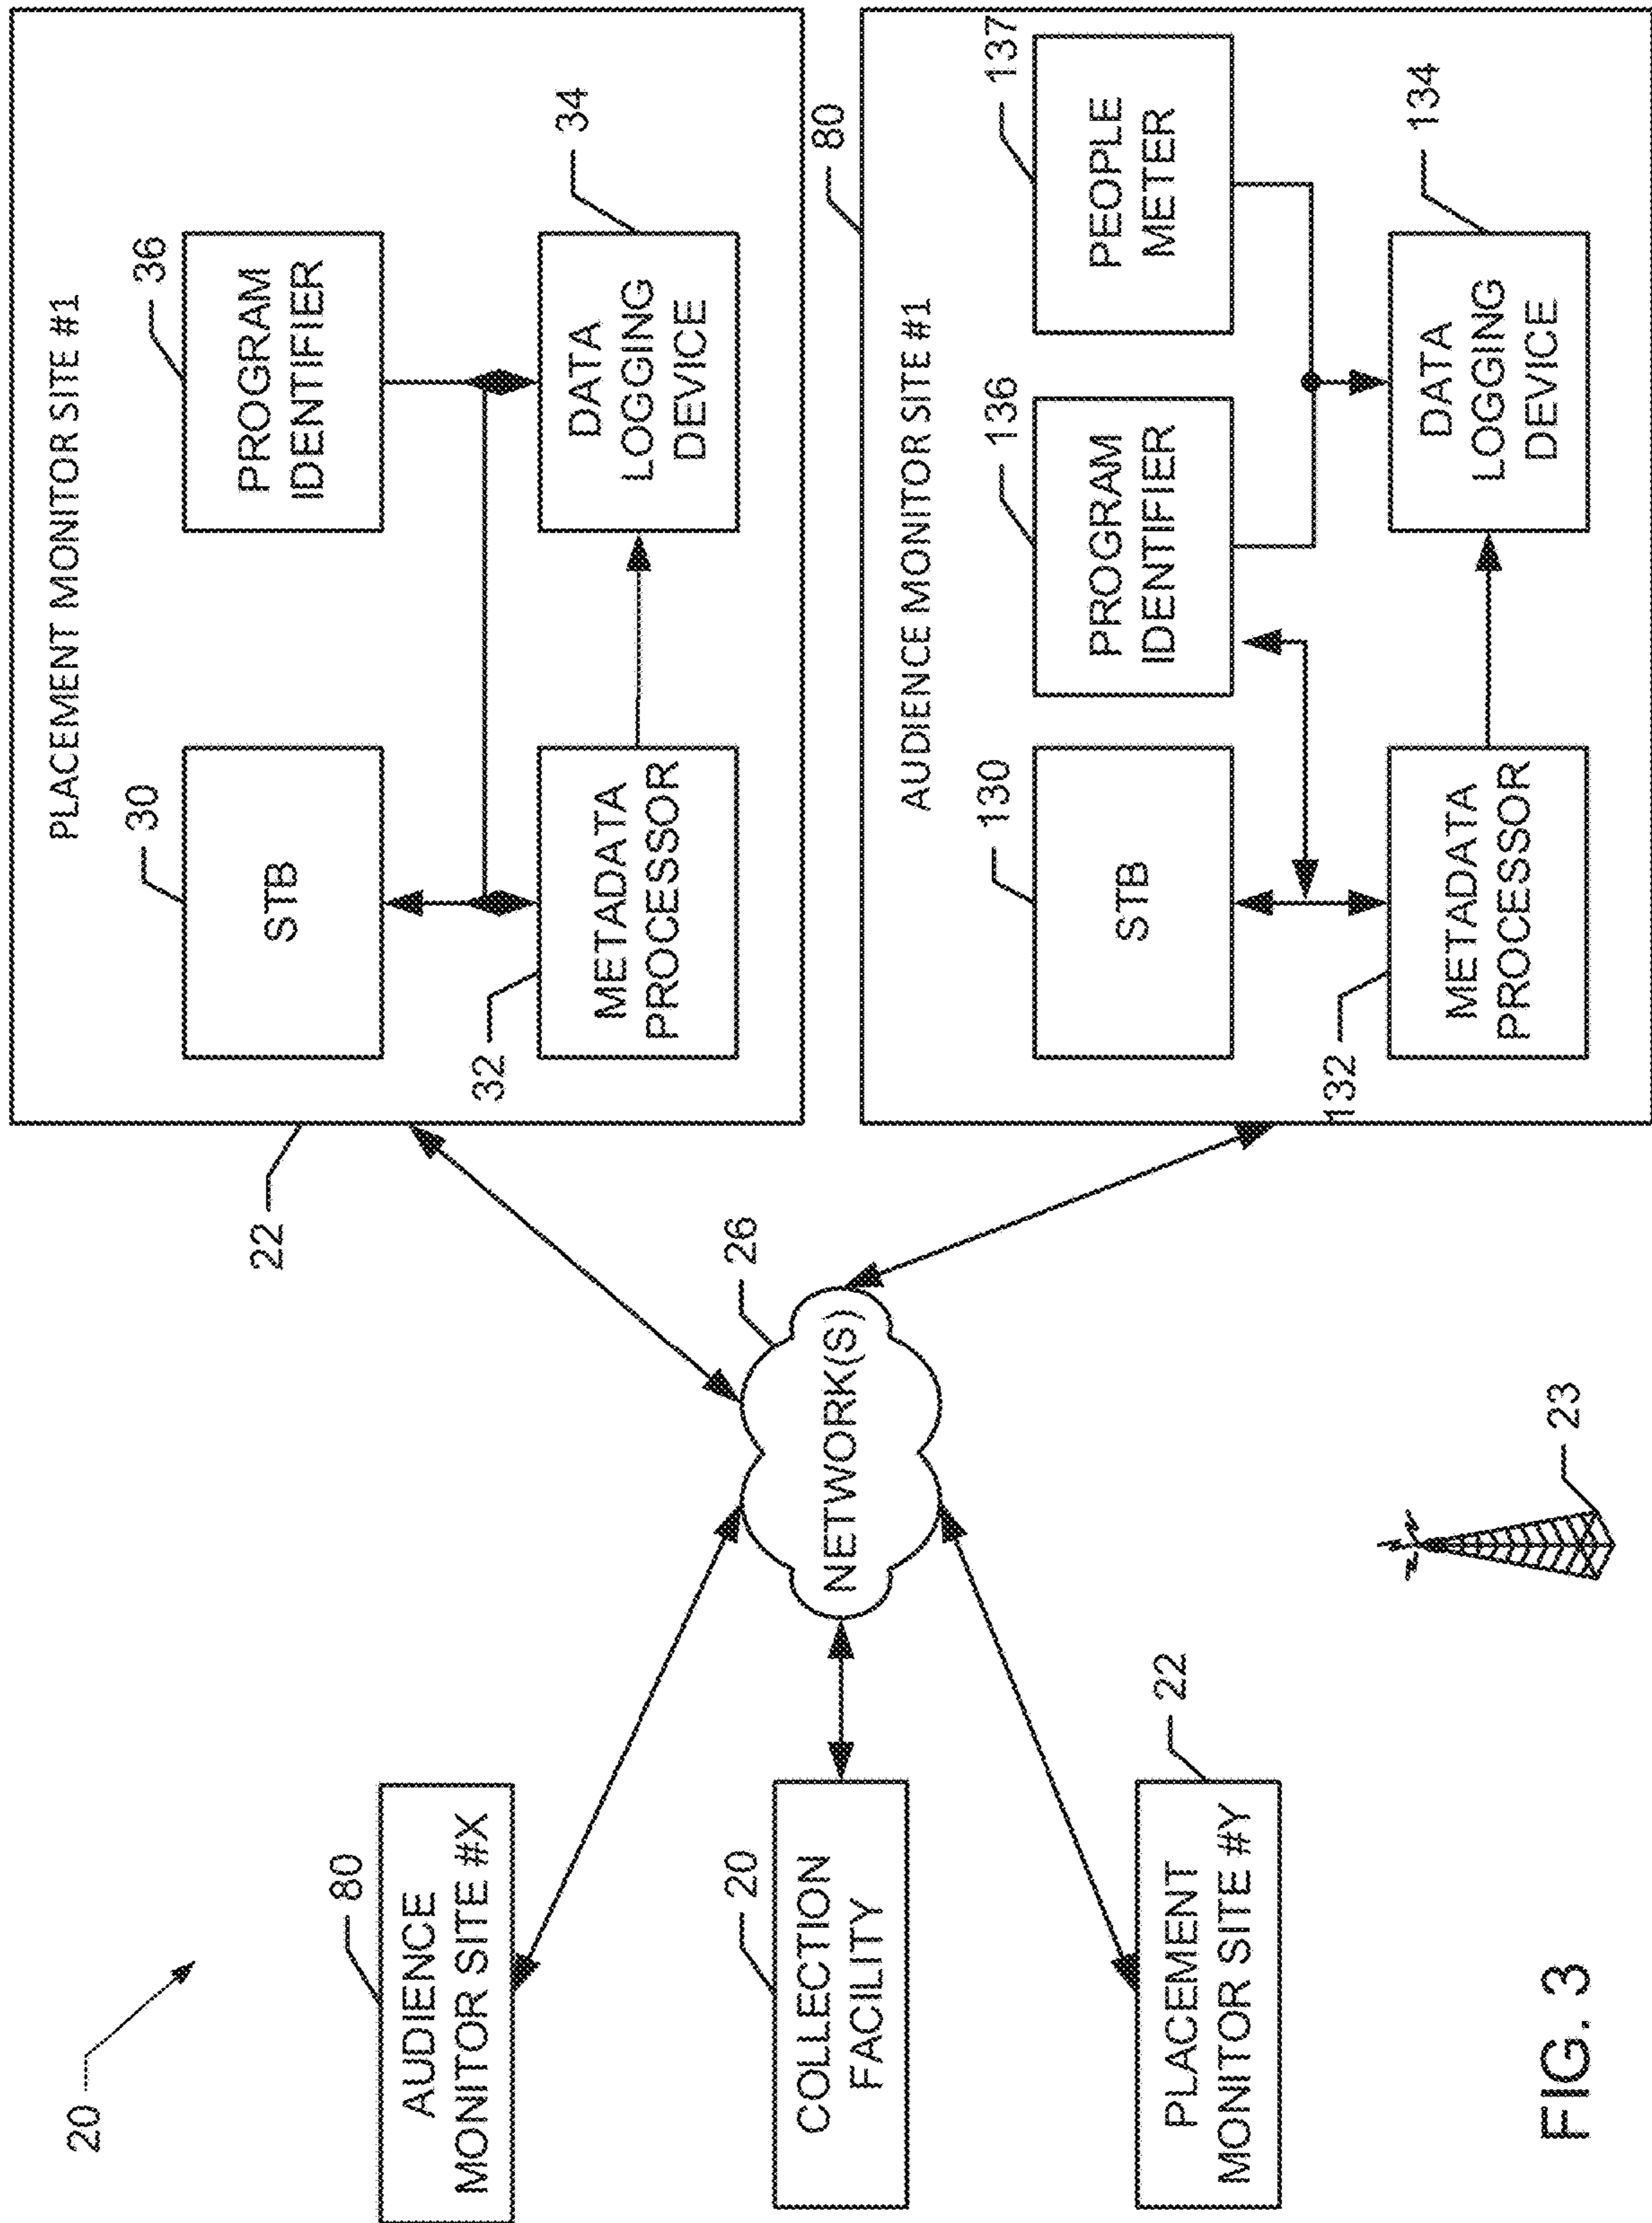 20
80
AUDIENCE
MONITOR SITE #X
20
COLLECTION
FACILITY
22
PLACEMENT
MONITOR SITE #Y
26
NETWORK(S)
23
22
PLACEMENT MONITOR SITE #1
30
STB
36
PROGRAM
IDENTIFIER
32
METADATA
PROCESSOR
34
DATA
LOGGING
DEVICE
80
AUDIENCE MONITOR SITE #1
130
STB
136
PROGRAM
IDENTIFIER
137
PEOPLE
METER
132
METADATA
PROCESSOR
134
DATA
LOGGING
DEVICE
FIG. 3